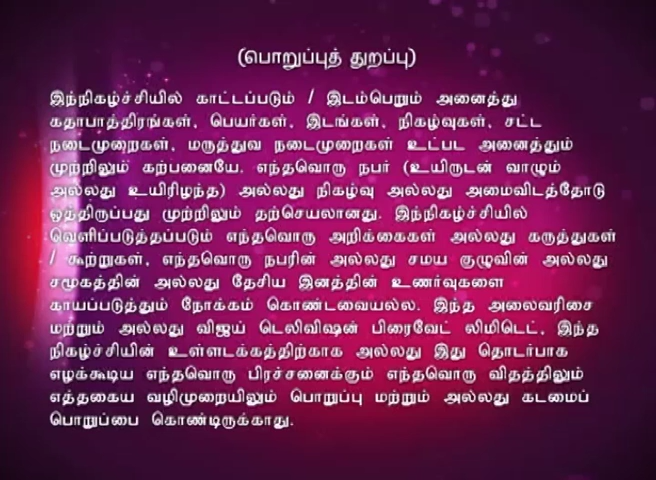 (பொறுப்புத் துறப்பு)
இந்நிகழ்ச்சியில் காட்டப்படும் / இடம்பெறும் அனைத்து
கதாபாத்திரங்கள், பெயர்கள், இடங்கள், நிகழ்வுகள், சட்ட
நடைமுறைகள், மருத்துவ நடைமுறைகள் உட்பட அனைத்தும்
முற்றிலும் கற்பனையே. எந்தவொரு நபர் (உயிருடன் வாழும்
அல்லது உயிரிழந்த) அல்லது நிகழ்வு அல்லது அமைவிடத்தோடு
ஒத்திருப்பது முற்றிலும் தற்செயலானது. இந்நிகழ்ச்சியில்
வெளிப்படுத்தப்படும் எந்தவொரு அறிக்கைகள் அல்லது கருத்துகள்
/ கூற்றுகள், எந்தவொரு நபரின் அல்லது சமய குழுவின் அல்லது
சமூகத்தின் அல்லது தேசிய இனத்தின் உணர்வுகளை
காயப்படுத்தும் நோக்கம் கொண்டவையல்ல. இந்த அலைவரிசை
மற்றும் அல்லது விஜய் டெலிவிஷன் பிரைவேட் லிமிடெட், இந்த
நிகழ்ச்சியின் உள்ளடக்கத்திற்காக அல்லது இது தொடர்பாக
எழக்கூடிய எந்தவொரு பிரச்சனைக்கும் எந்தவொரு விதத்திலும்
எத்தகைய வழிமுறையிலும் பொறுப்பு மற்றும் அல்லது கடமைப்
பொறுப்பை கொண்டிருக்காது.